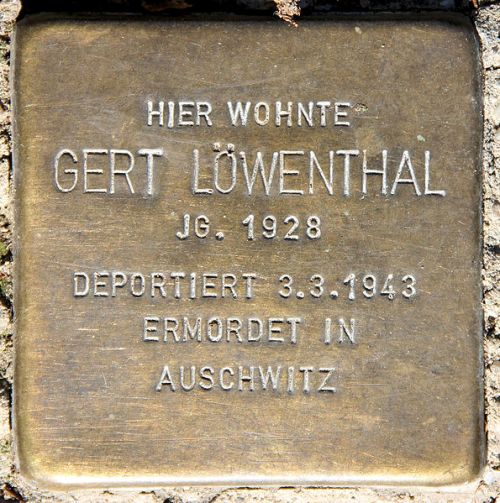 HIER WOHNTE
GERT LÖWENTHAL
JG. 1928
DEPORTIERT 3.3.1943
ERMORDET IN
AUSCHWITZ